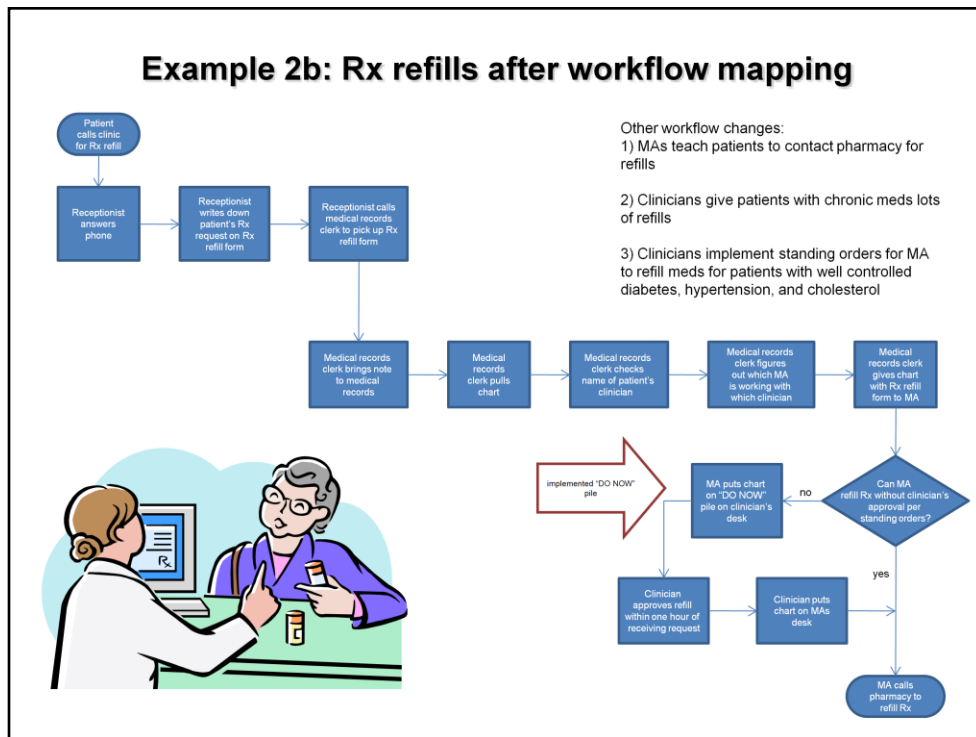 Example 2b: Rx refills after workflow mapping
Patient
calls clinic
for Rx refill
Other workflow changes:
1) MAs teach patients to contact pharmacy for
refills
2) Clinicians give patients with chronic meds lots
of refills
3) Clinicians implement standing orders for MA
to refill meds for patients with well controlled
diabetes, hypertension, and cholesterol
Receptionist
answers
phone
Receptionist
writes down
patient's Rx
request on Rx
refill form
Receptionist calls
medical records
clerk to pick up Rx
refill form
Medical records
clerk brings note
to medical
records
Medical
records
clerk pulls
chart
Medical records
clerk checks
name of patient's
clinician
Medical records
clerk figures
out which MA
is working with
which clinician
Medical
records clerk
gives chart
with Rx refill
form to MA
Can MA
refill Rx without clinician's
approval per
standing orders?
no
MA puts chart
on "DO NOW"
pile on clinician's
desk
implemented "DO NOW"
pile
yes
Clinician
approves refill
within one hour of
receiving request
Clinician puts
chart on MAs
desk
MA calls
pharmacy to
refill Rx
Rx